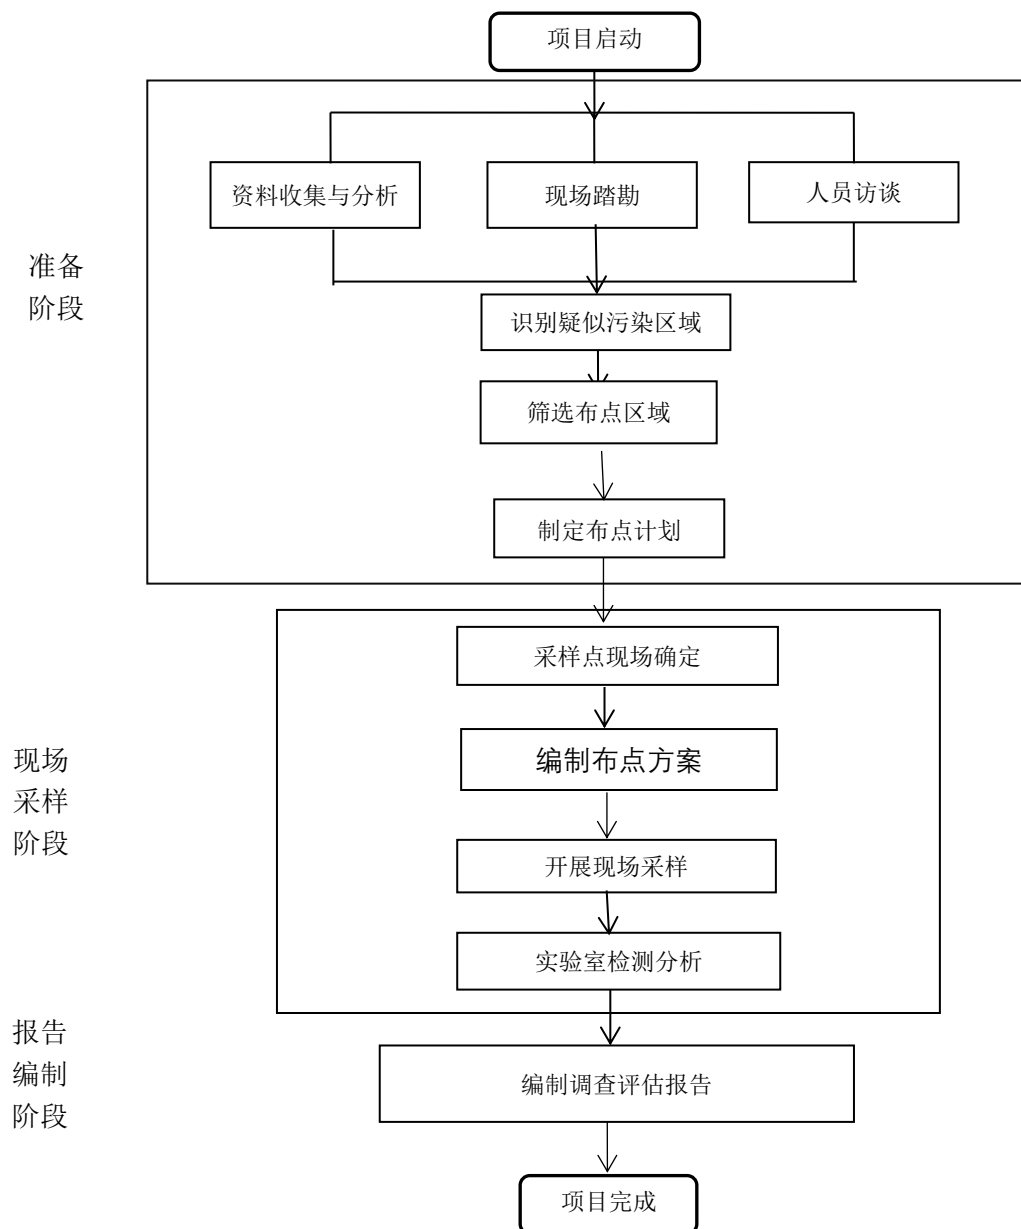 项目启动
资料收集与分析
现场踏勘
人员访谈
准备
阶段
识别疑似污染区域
筛选布点区域
制定布点计划
采样点现场确定
现场
采样
阶段
编制布点方案
开展现场采样
实验室检测分析
报告
编制
阶段
编制调查评估报告
项目完成